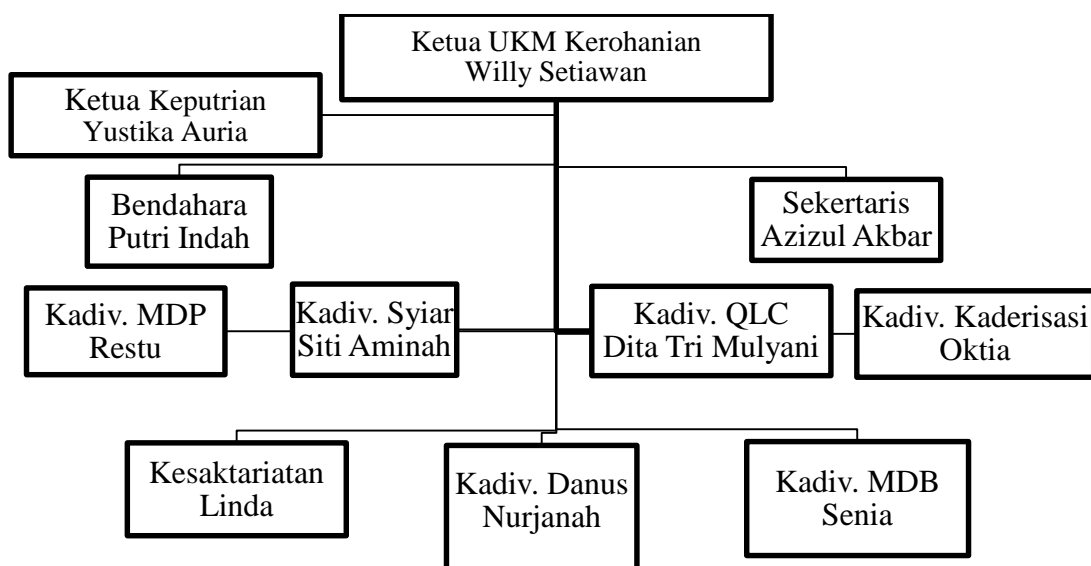 Ketua UKM Kerohanian
Willy Setiawan
Ketua Keputrian
Yustika Auria
Bendahara
Putri Indah
Sekertaris
Azizul Akbar
Kadiv. MDP
Restu
Kadiv. Syiar
Siti Aminah
Kadiv. QLC
Dita Tri Mulyani
Kadiv. Kaderisasi
Oktia
Kesaktariatan
Linda
Kadiv. Danus
Nurjanah
Kadiv. MDB
Senia